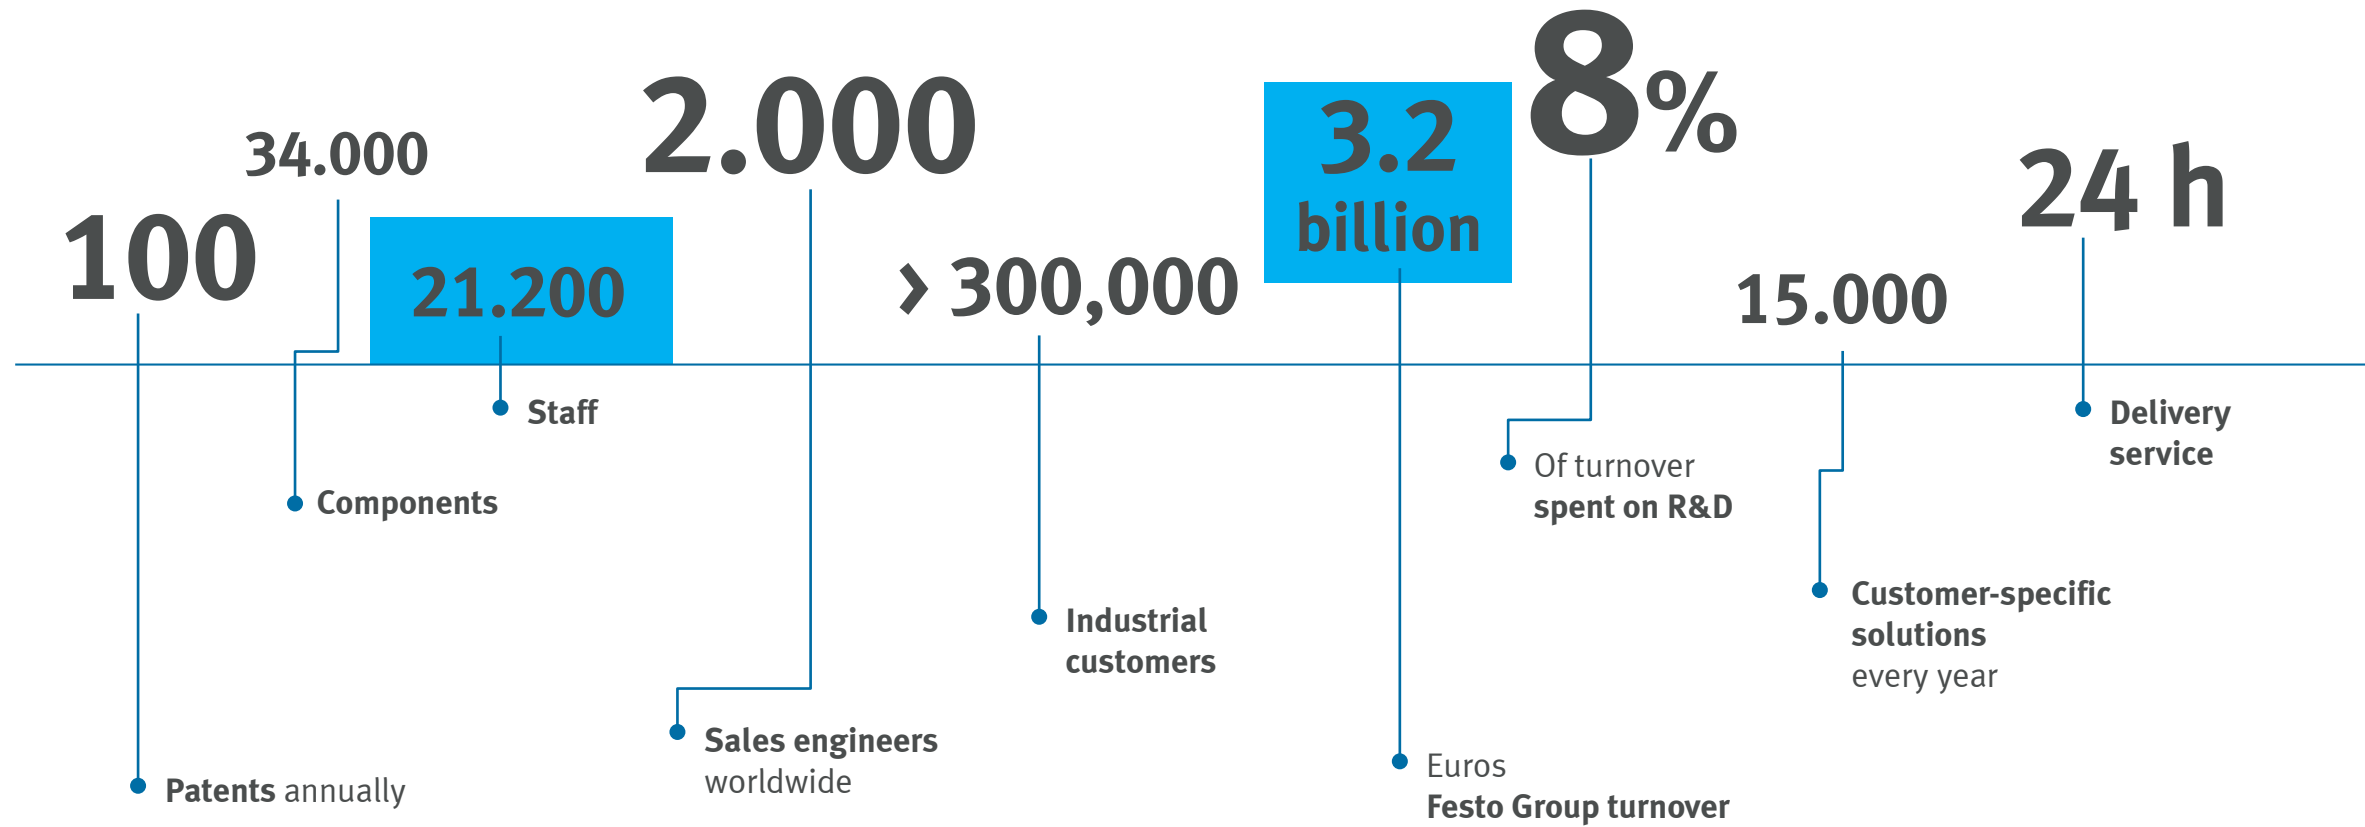 100
Patents annually
34.000
Components
21.200
Staff
2.000
Sales engineers
worldwide
> 300,000
Industrial
customers
3.2
billion
Euros
Festo Group turnover
8%
Of turnover
spent on R&D
15.000
Customer-specific
solutions
every year
24 h
Delivery
service